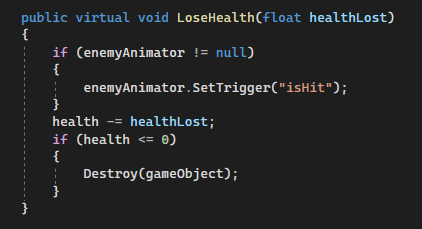 public virtual void LoseHealth(float healthLost)
{
    if (enemyAnimator != null)
    {
        enemyAnimator.SetTrigger("isHit");
    }
    health -= healthLost;
    if (health <= 0)
    {
        Destroy(gameObject);
    }
}